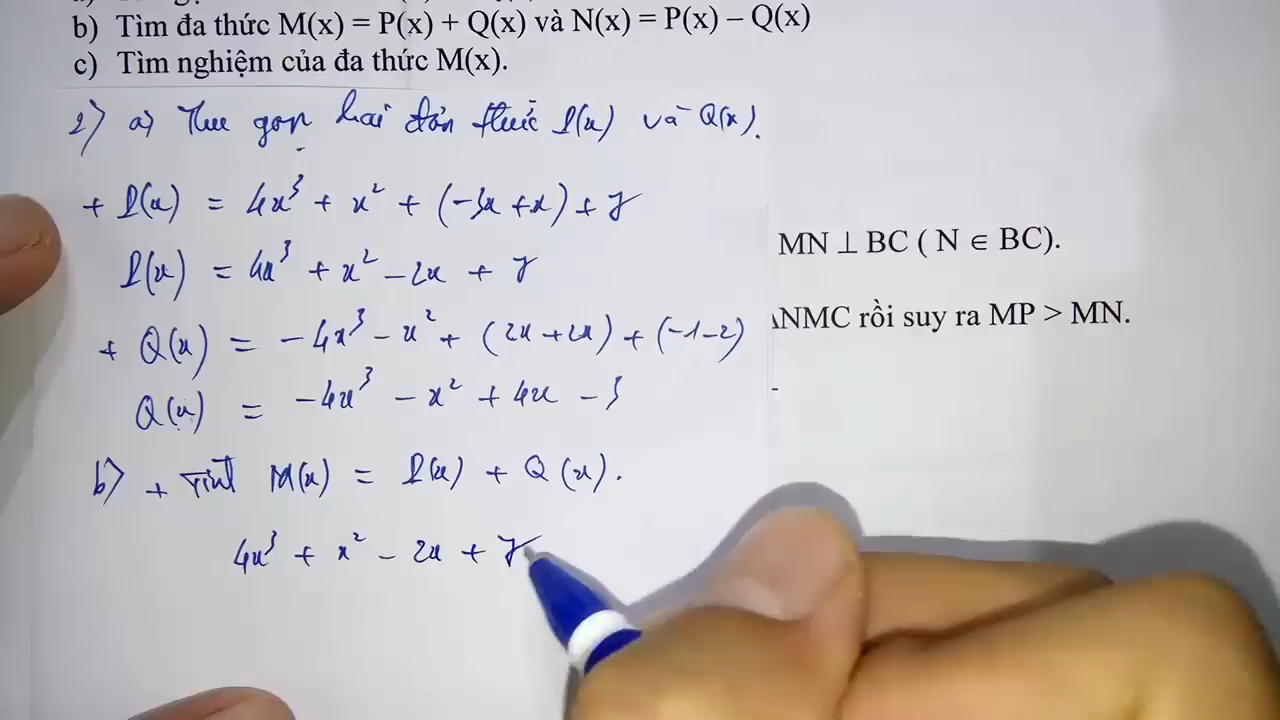 b) Tìm đa thức M(x) = P(x) + Q(x) và N(x) = P(x) – Q(x)
c) Tìm nghiệm của đa thức M(x).
2) a) Thu gọn hai đơn thức P(x) và Q(x).
+ P(x) = 4x³ + x² + (-3x + x) + 7
MN ⊥ BC ( N ∈ BC).
P(x) = 4x³ + x² - 2x + 7
NMC rồi suy ra MP > MN.
+ Q(x) = - 4x³ - x² + (2x + 2x) + (-1-2)
Q(x) = -4x³ - x² + 4x - 3
b) + Tính M(x) = P(x) + Q(x).
4x³ + x² - 2x + 7